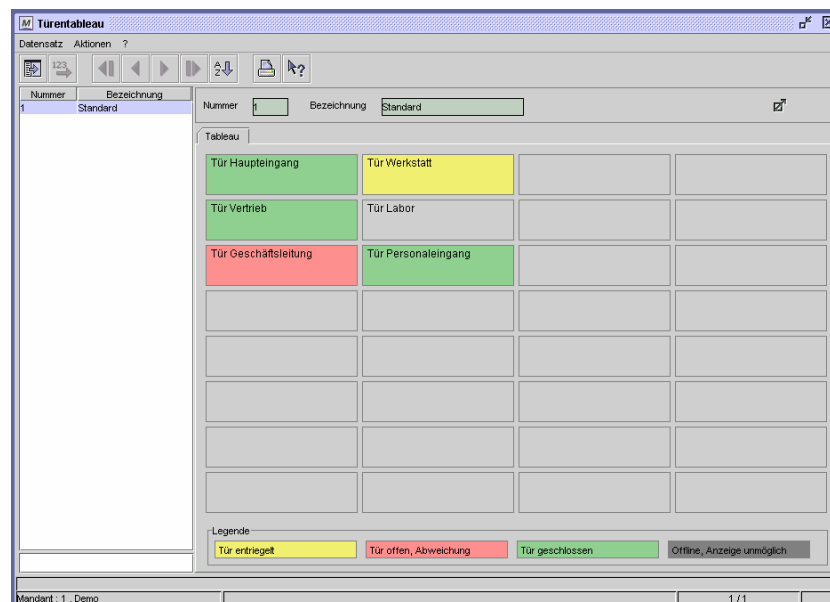 Türentableau
Datensatz Aktionen ?
Nummer Bezeichnung
1 Standard
Nummer 1 Bezeichnung Standard
Tableau
Tür Haupteingang Tür Werkstatt
Tür Vertrieb Tür Labor
Tür Geschäftsleitung Tür Personaleingang
Legende
Tür entriegelt Tür offen, Abweichung Tür geschlossen Offline, Anzeige unmöglich
Mandant : 1 , Demo 1 / 1